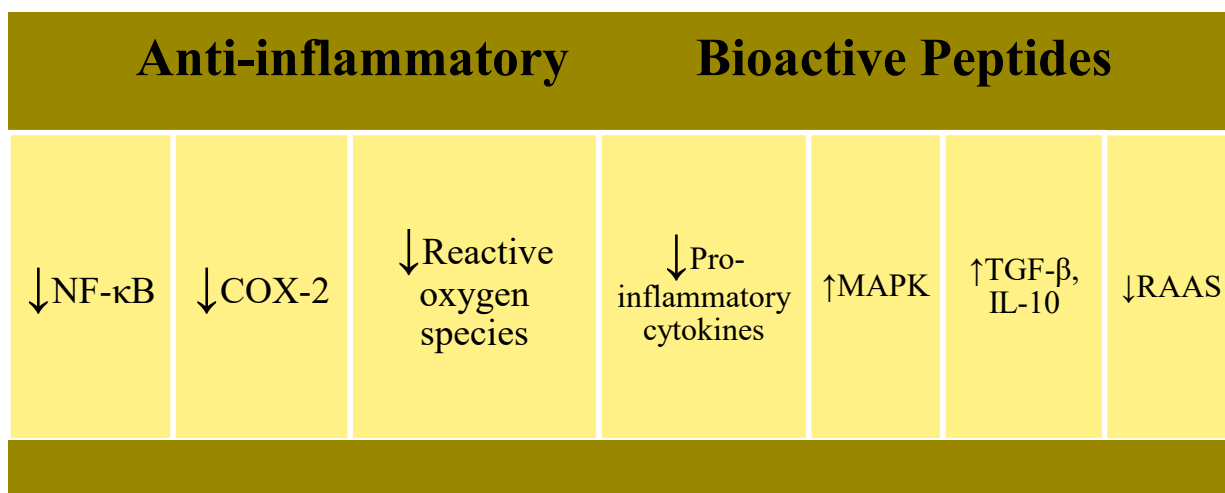 Anti-inflammatory Bioactive Peptides
↓NF-κB
↓COX-2
↓Reactive
oxygen
species
↓Pro-
inflammatory
cytokines
↑MAPK
↑TGF-β,
IL-10
↓RAAS